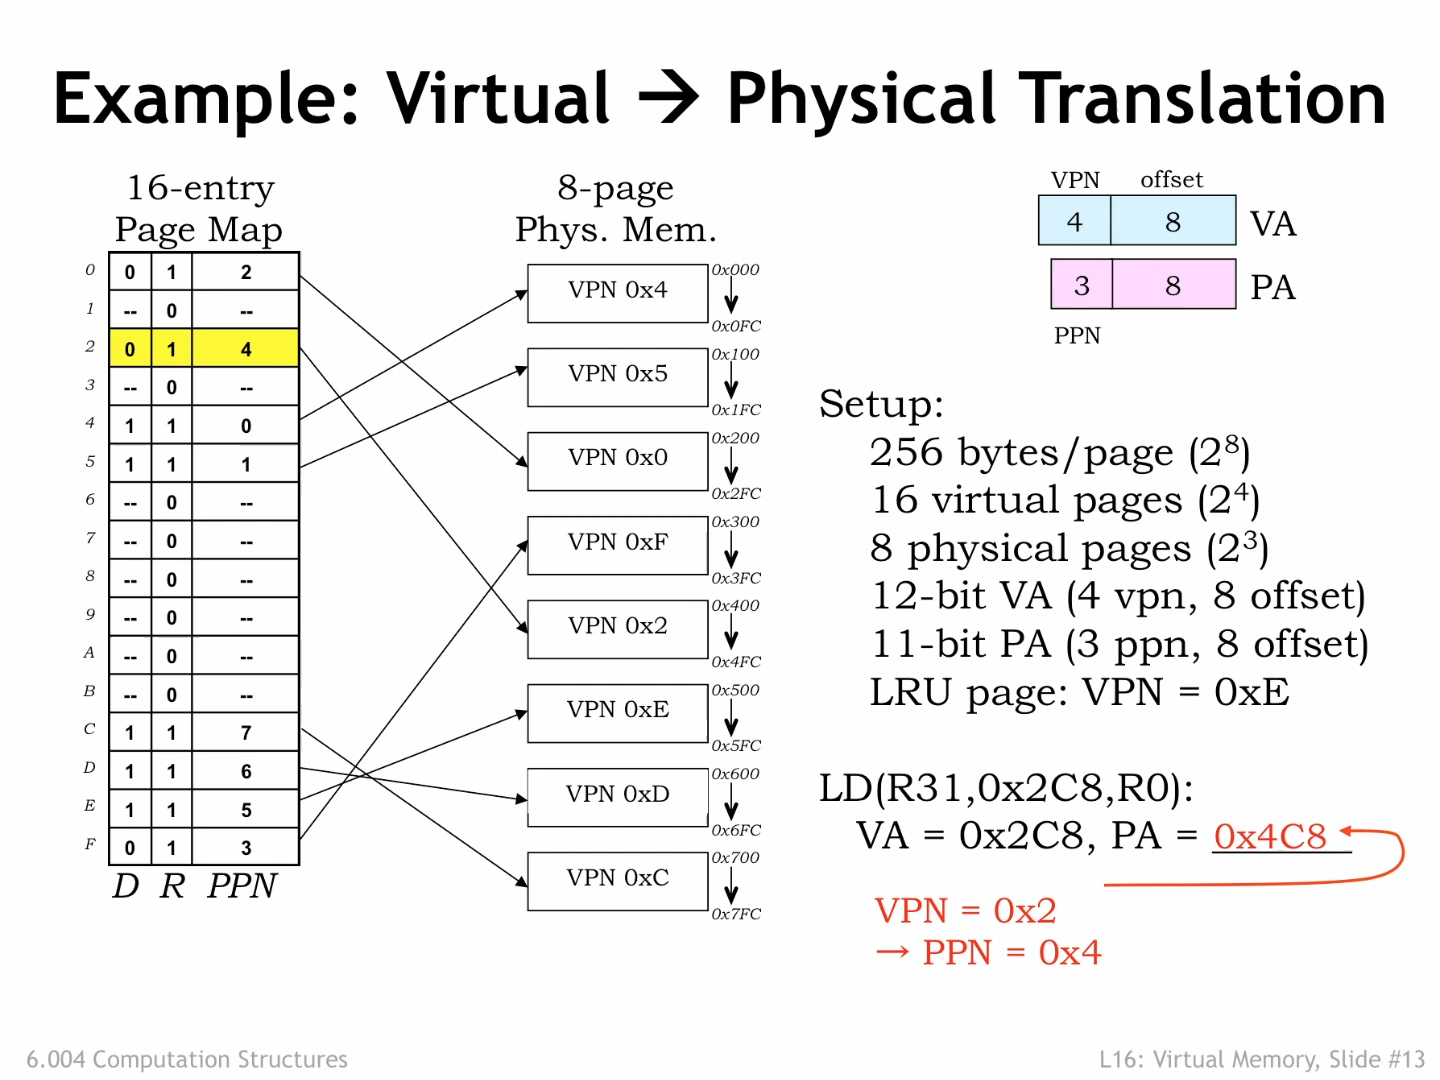 Example: Virtual → Physical Translation
16-entry
Page Map
0 0 1 2
1 -- 0 --
2 0 1 4
3 -- 0 --
4 1 1 0
5 1 1 1
6 -- 0 --
7 -- 0 --
8 -- 0 --
9 -- 0 --
A -- 0 --
B -- 0 --
C 1 1 7
D 1 1 6
E 1 1 5
F 0 1 3
D R PPN
8-page
Phys. Mem.
VPN 0x4 0x000
0x0FC
VPN 0x5 0x100
0x1FC
VPN 0x0 0x200
0x2FC
VPN 0xF 0x300
0x3FC
VPN 0x2 0x400
0x4FC
VPN 0xE 0x500
0x5FC
VPN 0xD 0x600
0x6FC
VPN 0xC 0x700
0x7FC
VPN offset
4 8 VA
3 8 PA
PPN
Setup:
256 bytes/page (2⁸)
16 virtual pages (2⁴)
8 physical pages (2³)
12-bit VA (4 vpn, 8 offset)
11-bit PA (3 ppn, 8 offset)
LRU page: VPN = 0xE
LD(R31,0x2C8,R0):
VA = 0x2C8, PA = 0x4C8
VPN = 0x2
→ PPN = 0x4
6.004 Computation Structures
L16: Virtual Memory, Slide #13